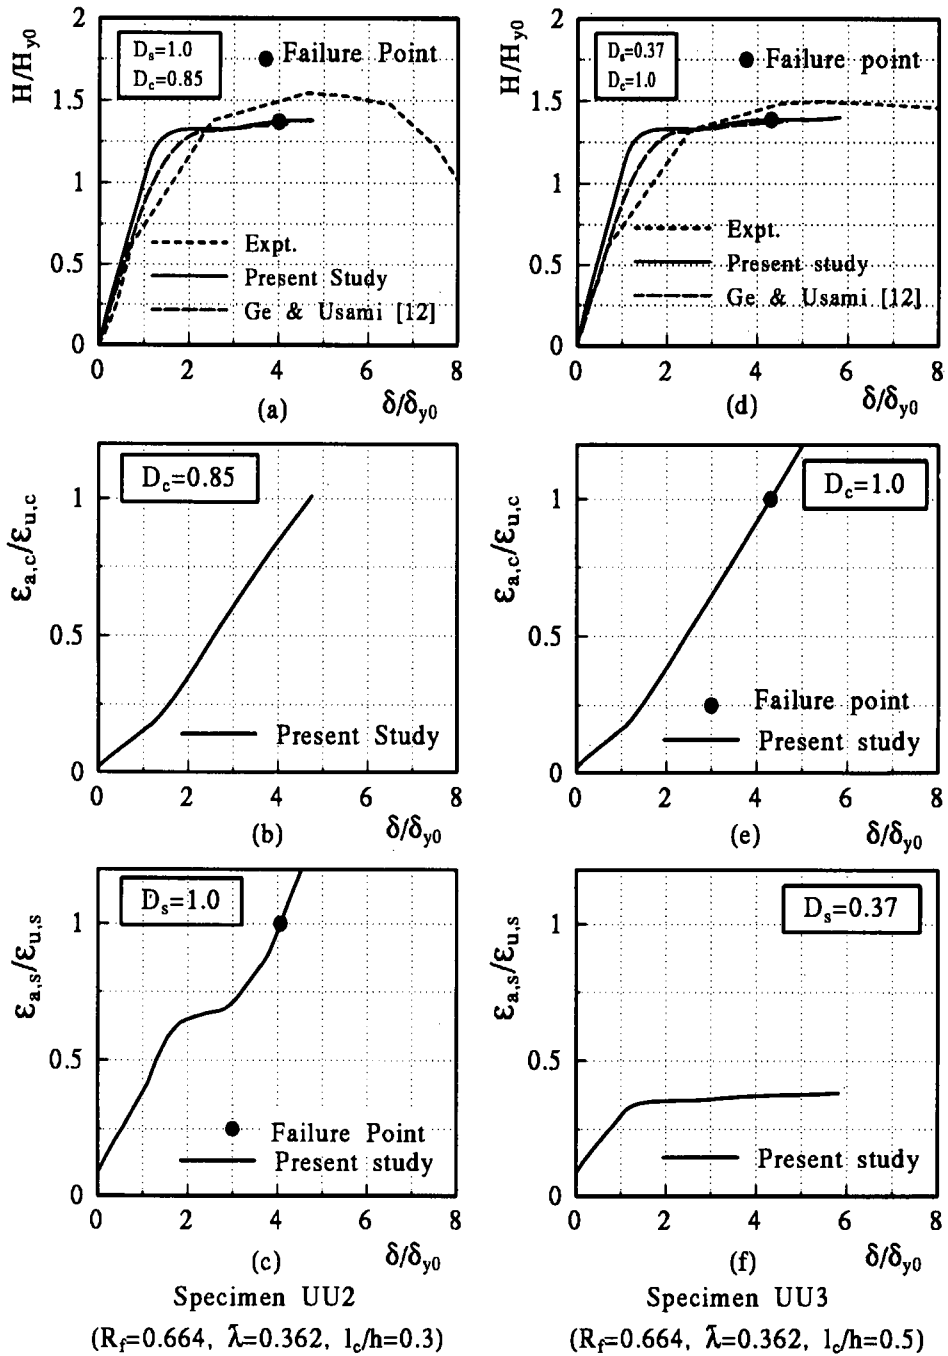 H/Hy0
2
1.5
1
0.5
0
Ds=1.0
Dc=0.85
Failure Point
Expt.
Present Study
Ge & Usami [12]
0 2 4 6 8
(a) δ/δy0
H/Hy0
2
1.5
1
0.5
0
Ds=0.37
Dc=1.0
Failure point
Expt.
Present study
Ge & Usami [12]
0 2 4 6 8
(d) δ/δy0
εa,c/εu,c
1
0.5
0
Dc=0.85
Present Study
0 2 4 6 8
(b) δ/δy0
εa,c/εu,c
1
0.5
0
Dc=1.0
Failure point
Present study
0 2 4 6 8
(e) δ/δy0
εa,s/εu,s
1
0.5
0
Ds=1.0
Failure Point
Present study
0 2 4 6 8
(c) δ/δy0
Specimen UU2
(Rf=0.664, λ̄=0.362, lc/h=0.3)
εa,s/εu,s
1
0.5
0
Ds=0.37
Present study
0 2 4 6 8
(f) δ/δy0
Specimen UU3
(Rf=0.664, λ̄=0.362, lc/h=0.5)